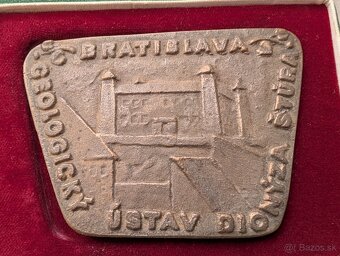 BRATISLAVA
GEOLOGICKÝ
ÚSTAV DIONÝZA ŠTÚRA
Bazos.sk